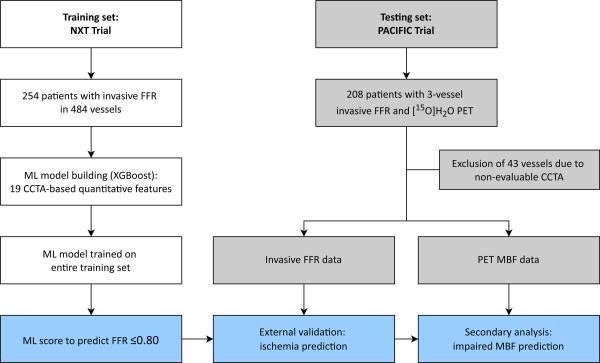 Training set:
NXT Trial
254 patients with invasive FFR
in 484 vessels
ML model building (XGBoost):
19 CCTA-based quantitative features
ML model trained on
entire training set
ML score to predict FFR ≤0.80
Testing set:
PACIFIC Trial
208 patients with 3-vessel
invasive FFR and [¹⁵O]H₂O PET
Exclusion of 43 vessels due to
non-evaluable CCTA
Invasive FFR data
PET MBF data
External validation:
ischemia prediction
Secondary analysis:
impaired MBF prediction